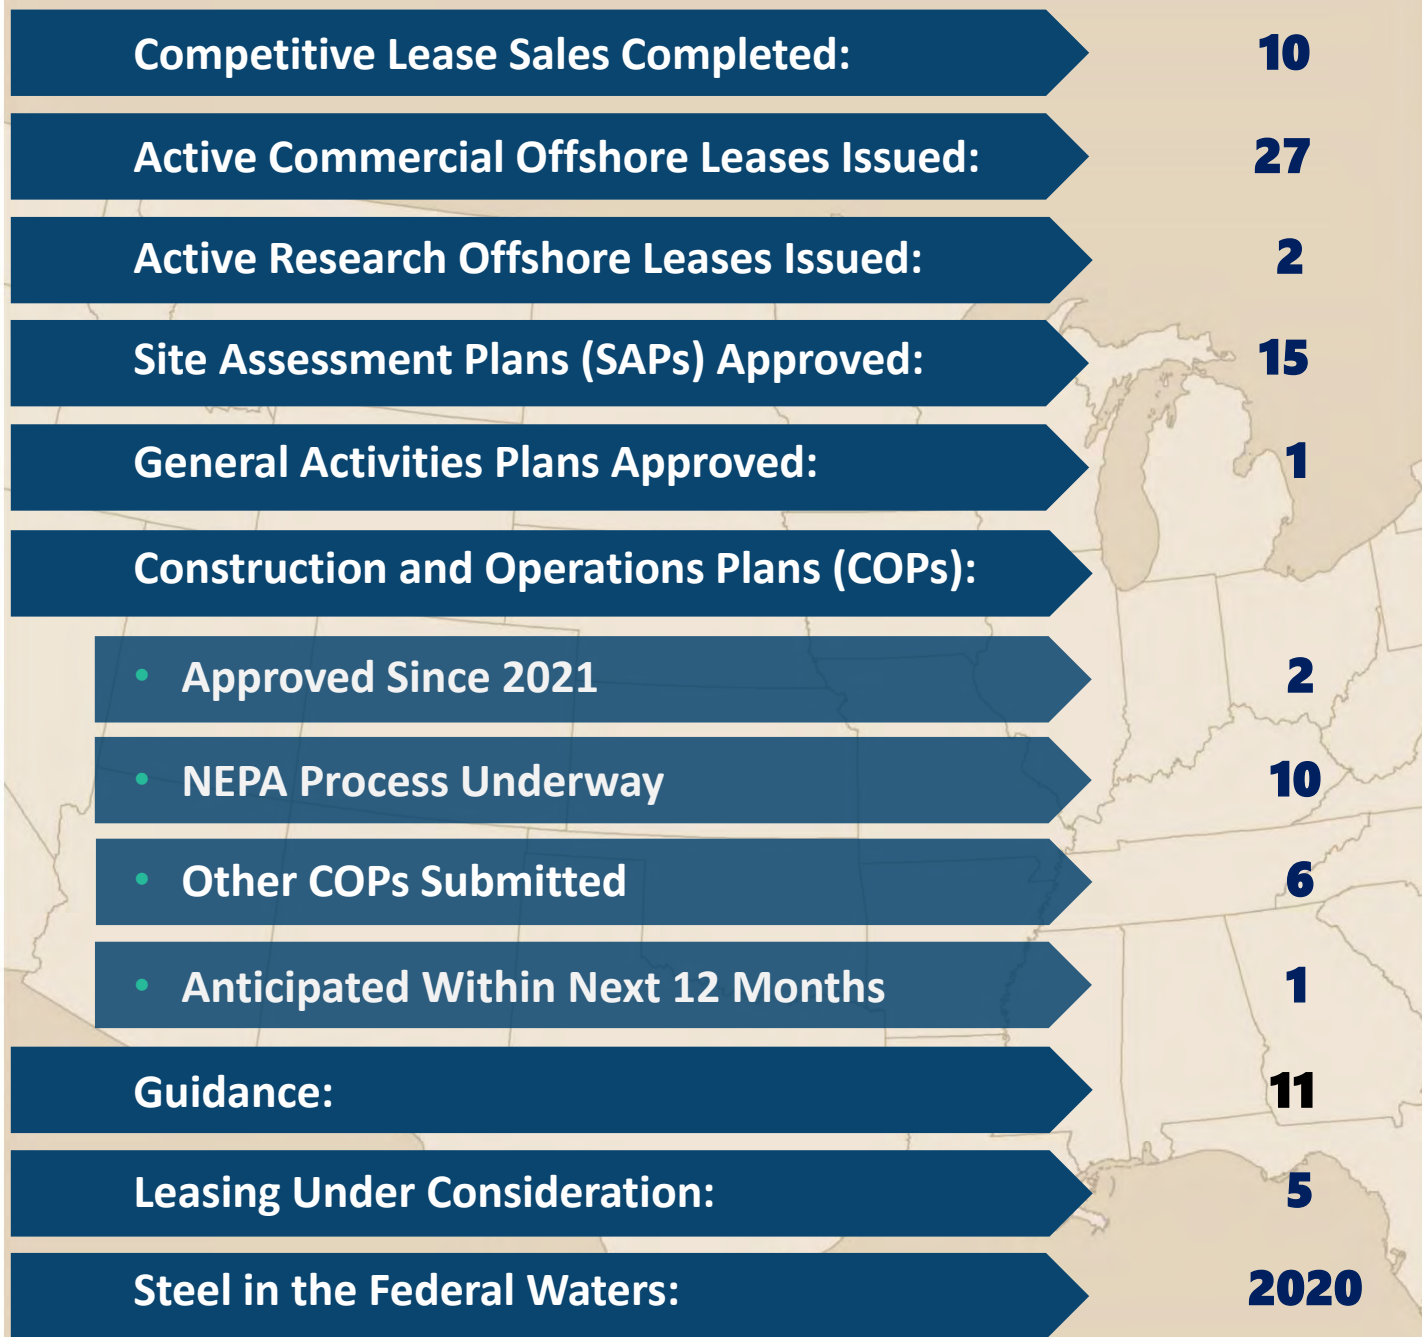 Competitive Lease Sales Completed: 10
Active Commercial Offshore Leases Issued: 27
Active Research Offshore Leases Issued: 2
Site Assessment Plans (SAPs) Approved: 15
General Activities Plans Approved: 1
Construction and Operations Plans (COPs):
• Approved Since 2021 2
• NEPA Process Underway 10
• Other COPs Submitted 6
• Anticipated Within Next 12 Months 1
Guidance: 11
Leasing Under Consideration: 5
Steel in the Federal Waters: 2020